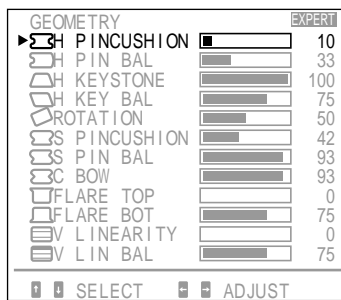 GEOMETRY EXPERT
H PINCUSHION 10
H PIN BAL 33
H KEYSTONE 100
H KEY BAL 75
ROTATION 50
S PINCUSHION 42
S PIN BAL 93
C BOW 93
FLARE TOP 0
FLARE BOT 75
V LINEARITY 0
V LIN BAL 75
SELECT ADJUST